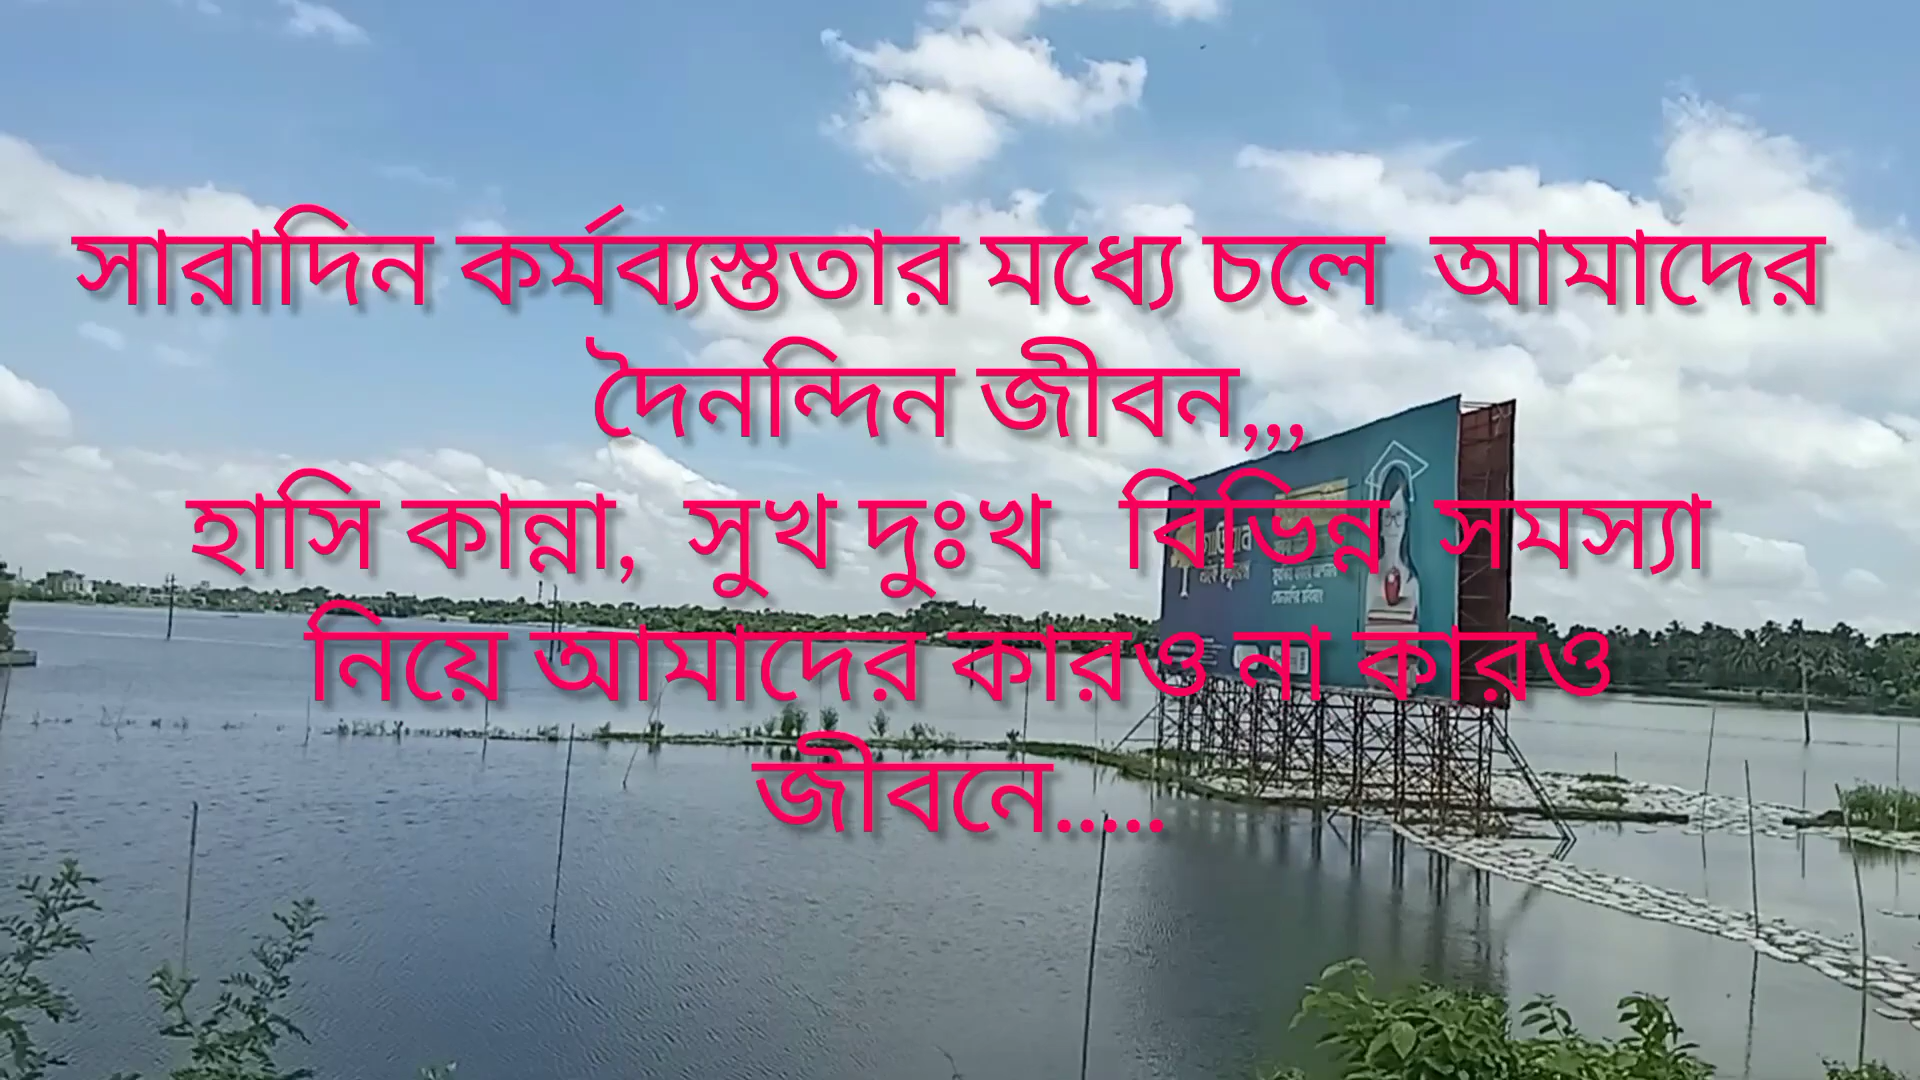 সারাদিন কর্মব্যস্ততার মধ্যে চলে আমাদের
দৈনন্দিন জীবন,,,
হাসি কান্না, সুখ দুঃখ বিভিন্ন সমস্যা
নিয়ে আমাদের কারও না কারও
জীবনে.....